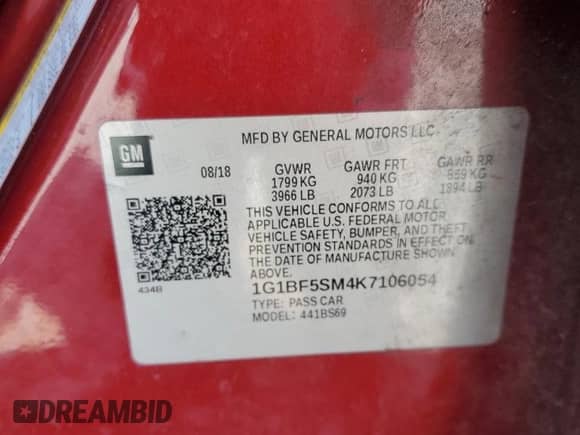 MFD BY GENERAL MOTORS LLC
GM
08/18 GVWR GAWR FRT GAWR RR
1799 KG 940 KG 859 KG
3966 LB 2073 LB 1894 LB
THIS VEHICLE CONFORMS TO ALL
APPLICABLE U.S. FEDERAL MOTOR
VEHICLE SAFETY, BUMPER, AND THEFT
PREVENTION STANDARDS IN EFFECT ON
THE DATE OF MANUFACTURE SHOWN
ABOVE.
434B
1G1BF5SM4K7106054
TYPE: PASS CAR
MODEL: 441BS69
DREAMBID